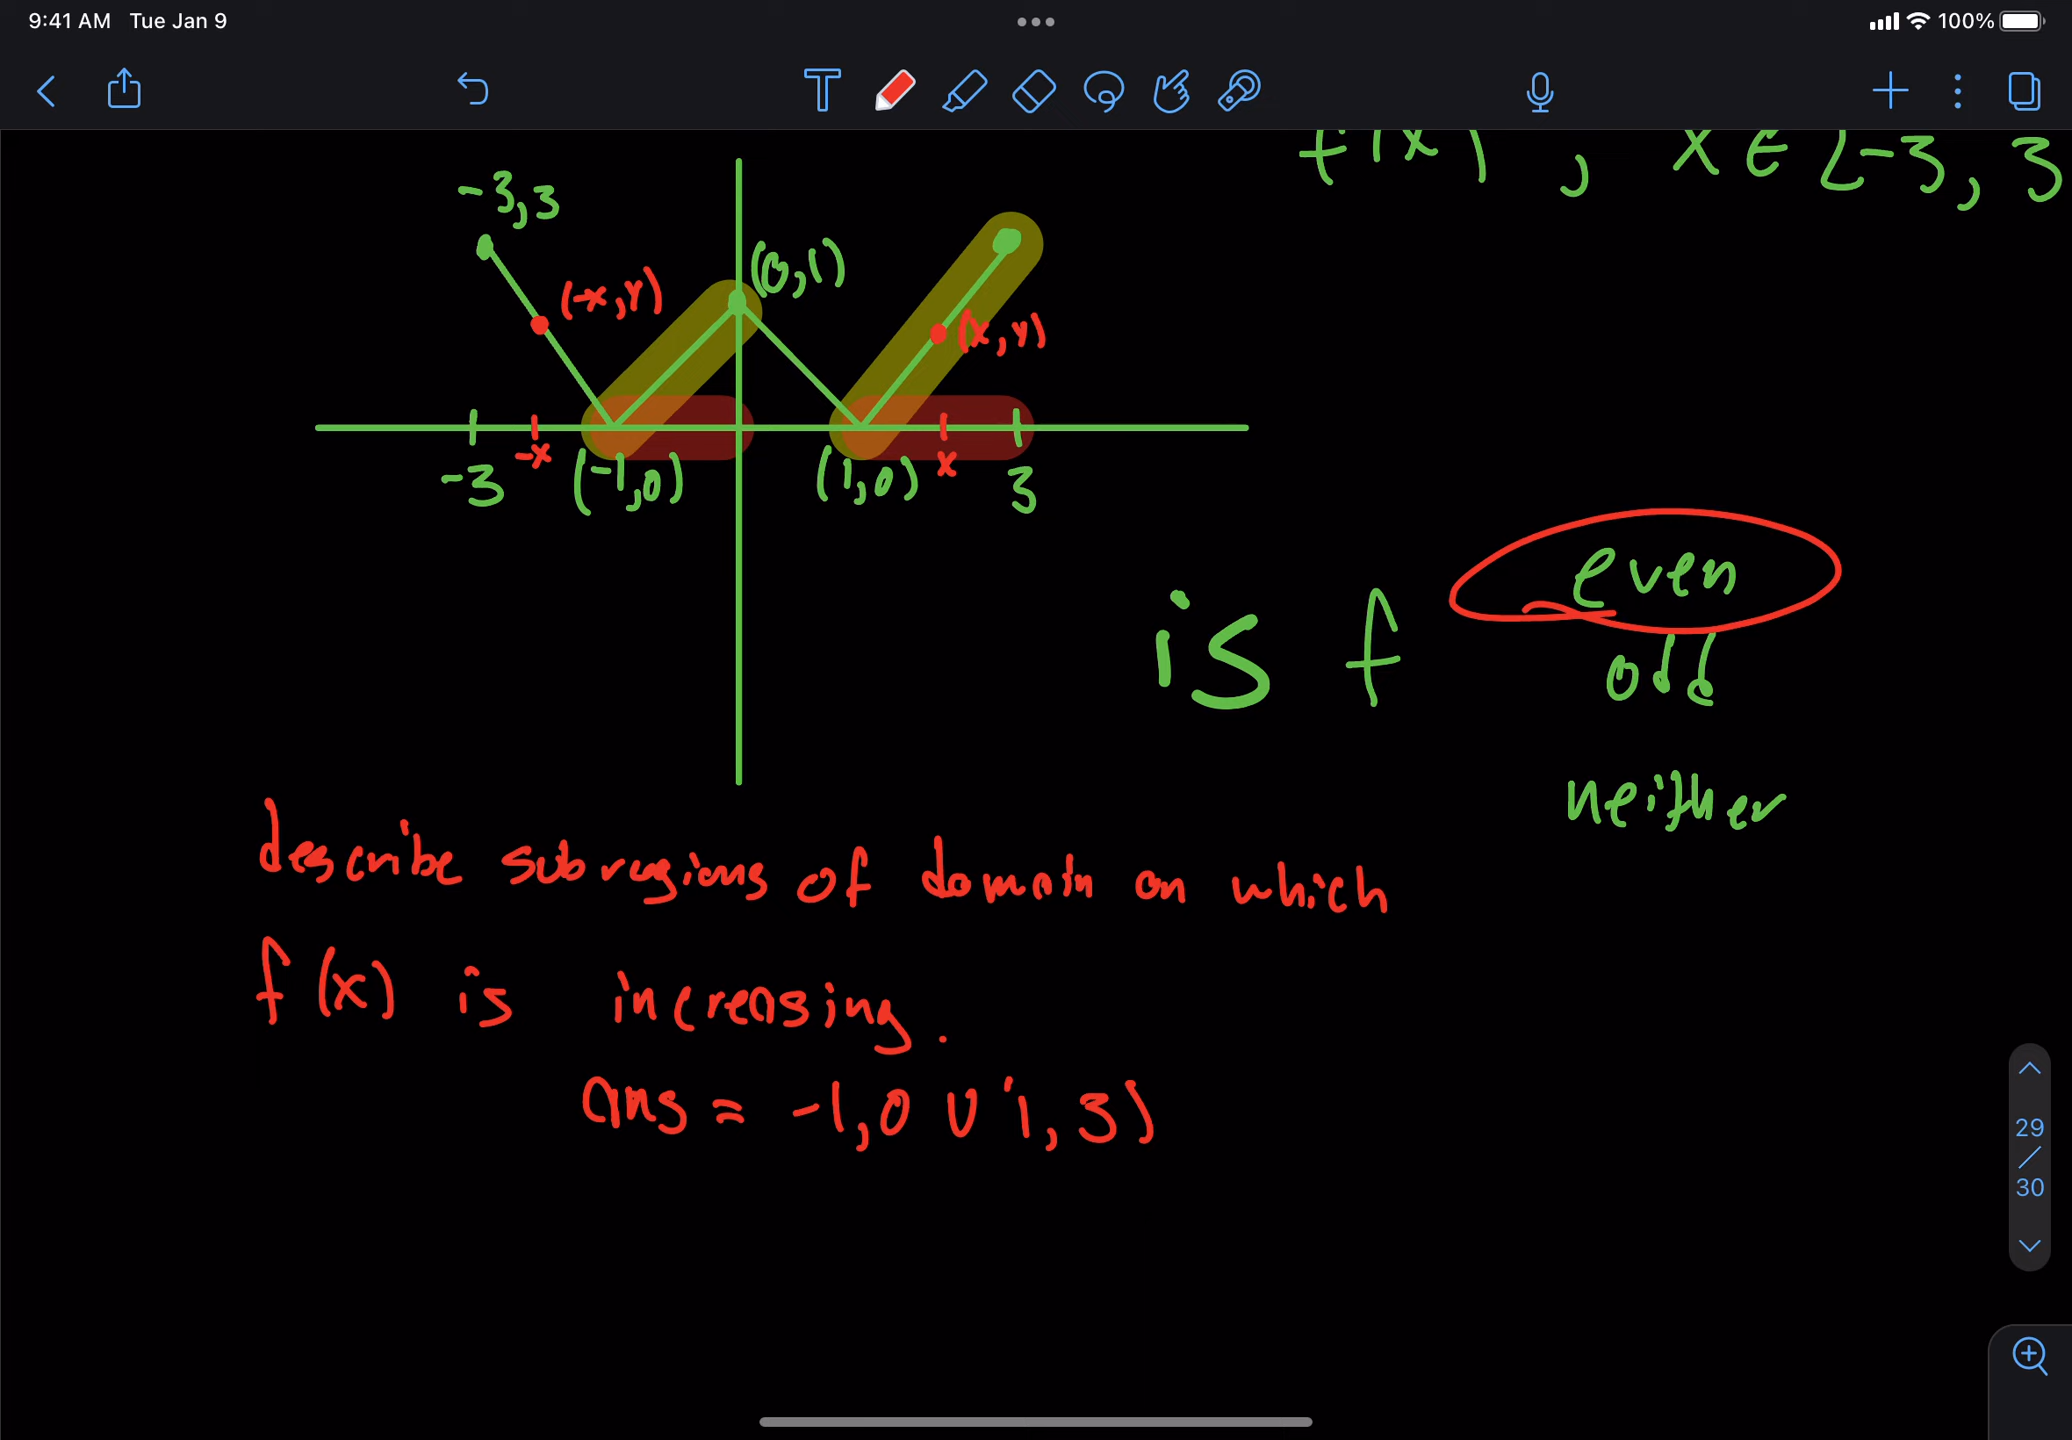 9:41 AM Tue Jan 9
100%
f(x) , x ∈ [-3, 3
-3,3
(0,1)
(-x,y)
(x,y)
-3
-x
(-1,0)
(1,0)
x
3
even
is f
odd
neither
describe subregions of domain on which
f(x) is increasing.
ans = -1,0 ∪ 1, 3)
29
/
30